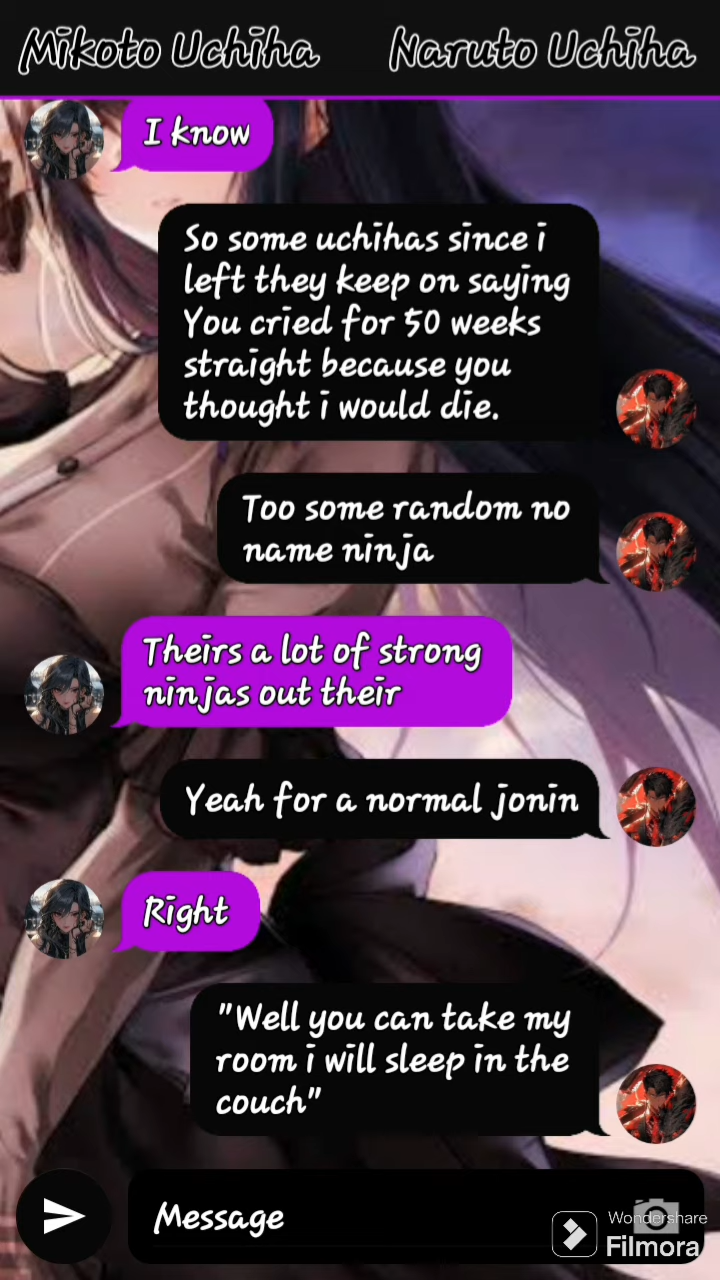 Mikoto Uchiha Naruto Uchiha
I know
So some uchihas since i
left they keep on saying
You cried for 50 weeks
straight because you
thought i would die.
Too some random no
name ninja
Theirs a lot of strong
ninjas out their
Yeah for a normal jonin
Right
"Well you can take my
room i will sleep in the
couch"
Message
Wondershare
Filmora